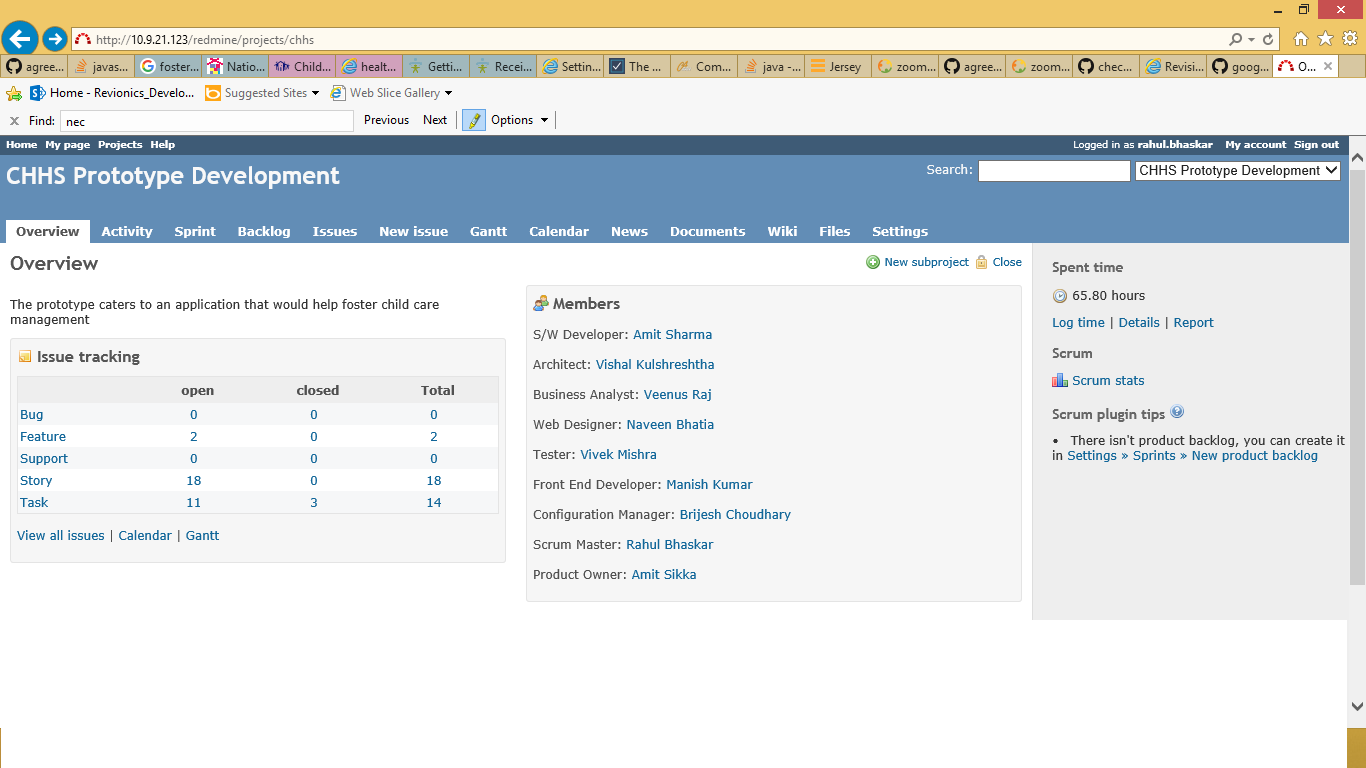 http://10.9.21.123/redmine/projects/chhs
agree... javas... foster... Natio... Child... healt... Getti... Recei... Settin... The ... Com... java -... Jersey zoom... agree... zoom... chec... Revisi... goog... O...
Home - Revionics_Develo... Suggested Sites Web Slice Gallery
Find: nec Previous Next Options
Home My page Projects Help Logged in as rahul.bhaskar My account Sign out
CHHS Prototype Development Search: CHHS Prototype Development
Overview Activity Sprint Backlog Issues New issue Gantt Calendar News Documents Wiki Files Settings
Overview
New subproject Close
The prototype caters to an application that would help foster child care
management
Issue tracking
open closed Total
Bug 0 0 0
Feature 2 0 2
Support 0 0 0
Story 18 0 18
Task 11 3 14
View all issues | Calendar | Gantt
Members
S/W Developer: Amit Sharma
Architect: Vishal Kulshreshtha
Business Analyst: Veenus Raj
Web Designer: Naveen Bhatia
Tester: Vivek Mishra
Front End Developer: Manish Kumar
Configuration Manager: Brijesh Choudhary
Scrum Master: Rahul Bhaskar
Product Owner: Amit Sikka
Spent time
65.80 hours
Log time | Details | Report
Scrum
Scrum stats
Scrum plugin tips
• There isn't product backlog, you can create it
in Settings » Sprints » New product backlog